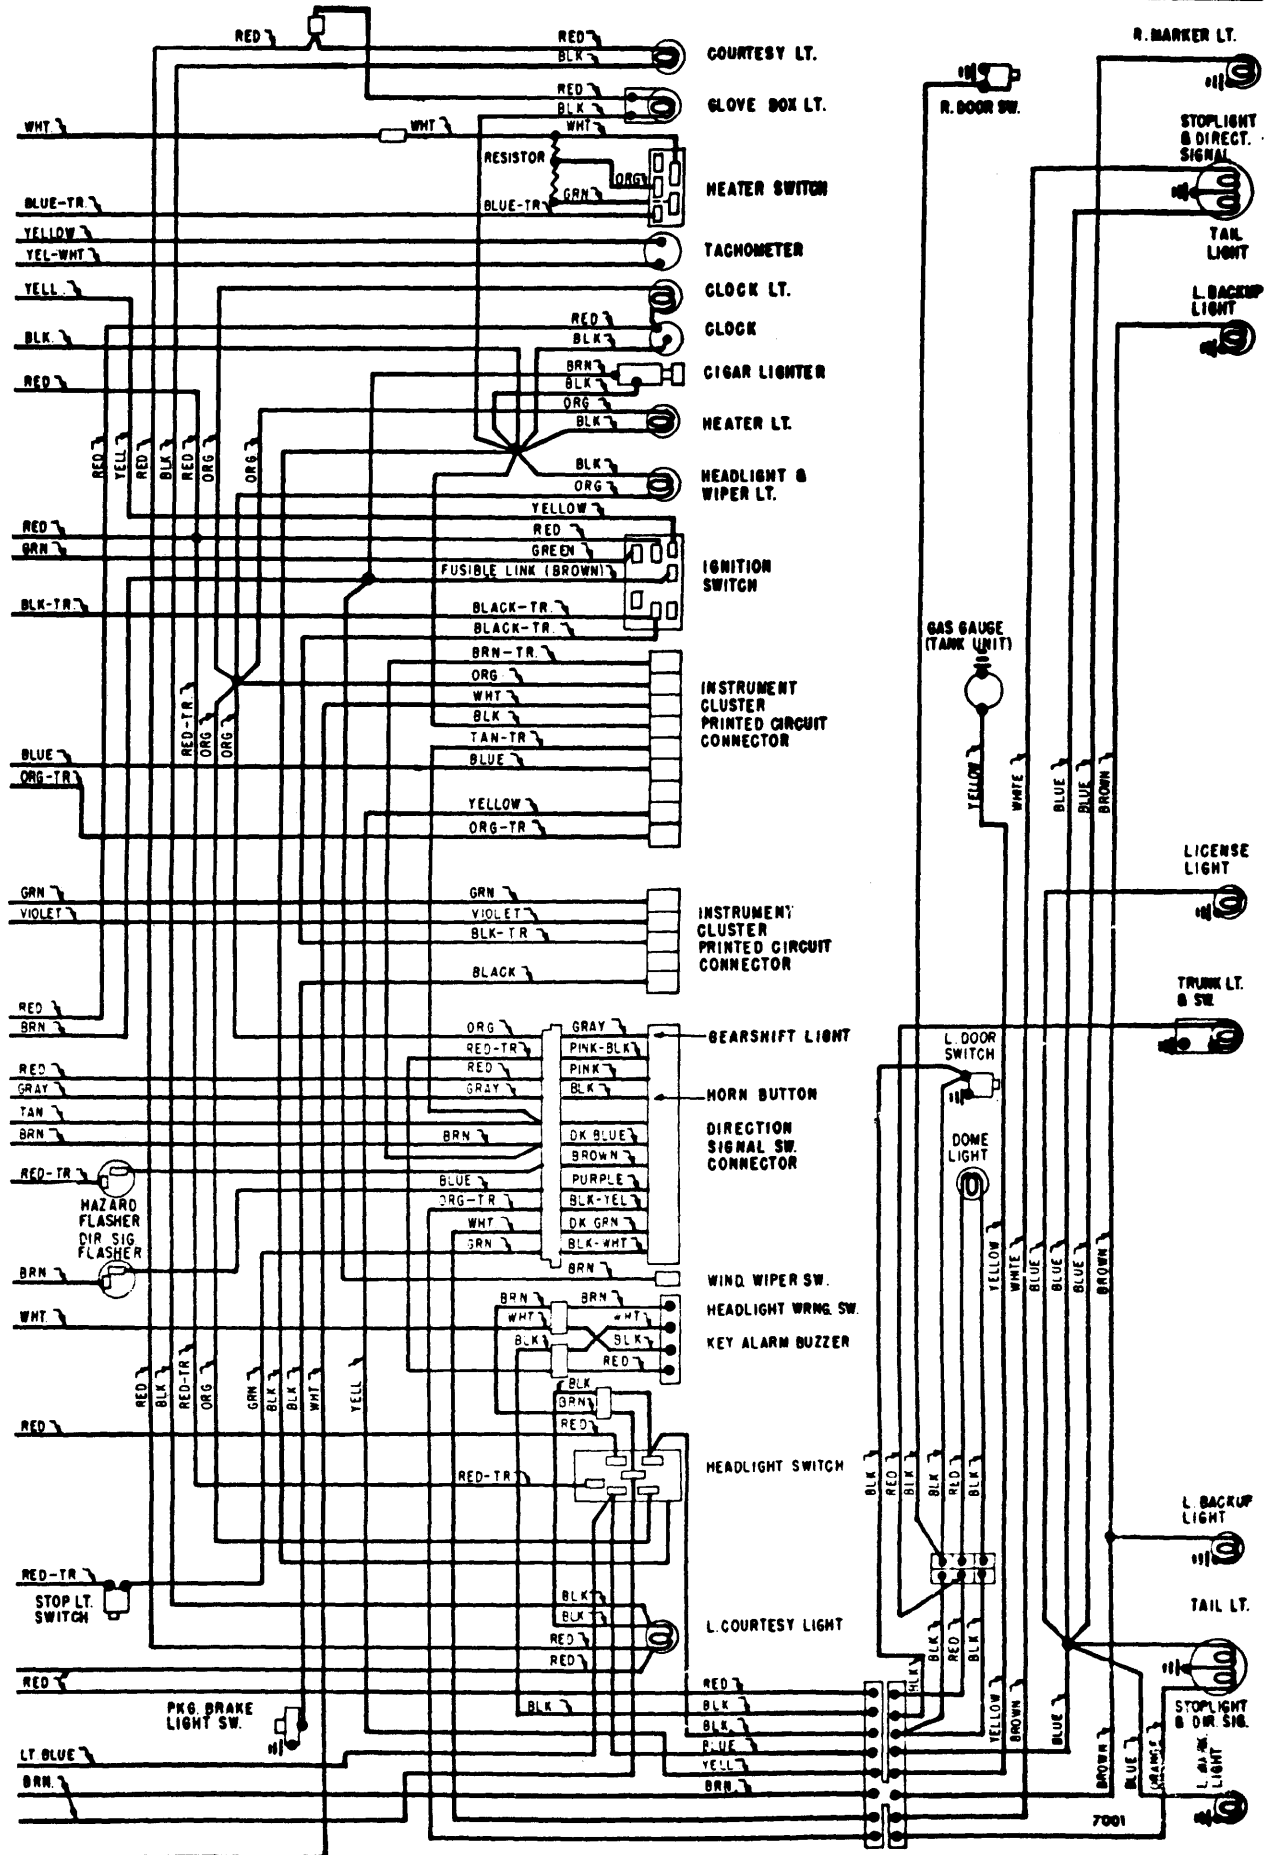 RED
RED
BLK
COURTESY LT.
RED
BLK
GLOVE BOX LT.
WHT.
WHT
WHT
RESISTOR
ORG
GRN
BLUE-TR.
BLUE-TR.
HEATER SWITCH
YELLOW
YEL-WHT
TACHOMETER
YELL.
CLOCK LT.
RED
BLK.
BLK
CLOCK
BRN
BLK
CIGAR LIGHTER
RED
ORG
BLK
HEATER LT.
RED
YELL
RED
BLK
RED
ORG
ORG
BLK
ORG
HEADLIGHT &
WIPER LT.
YELLOW
RED
RED
GRN
GREEN
FUSIBLE LINK (BROWN)
IGNITION
SWITCH
BLK-TR.
BLACK-TR.
BLACK-TR.
BRN-TR.
ORG
WHT
BLK
TAN-TR
BLUE
BLUE
ORG-TR
YELLOW
ORG-TR
INSTRUMENT
CLUSTER
PRINTED CIRCUIT
CONNECTOR
RED-TR.
ORG
ORG
GRN
VIOLET
GRN
VIOLET
BLK-TR
BLACK
INSTRUMENT
CLUSTER
PRINTED CIRCUIT
CONNECTOR
RED
BRN
ORG
GRAY
GEARSHIFT LIGHT
RED-TR
PINK-BLK
RED
RED
PINK
GRAY
GRAY
BLK
HORN BUTTON
TAN
BRN
BRN
DK BLUE
BROWN
DIRECTION
SIGNAL SW.
CONNECTOR
RED-TR
HAZARD
FLASHER
BLUE
PURPLE
ORG-TR
BLK-YEL
WHT
DK GRN
GRN
BLK-WHT
DIR SIG
FLASHER
BRN
BRN
WIND. WIPER SW.
BRN
BRN
HEADLIGHT WRNG. SW.
WHT.
WHT
WHT
BLK
BLK
KEY ALARM BUZZER
RED
RED
BLK
RED-TR
ORG
GRN
BLK
BLK
WHT
YELL
BLK
BRN
RED
RED
RED-TR
HEADLIGHT SWITCH
RED-TR
STOP LT.
SWITCH
BLK
BLK
RED
RED
L. COURTESY LIGHT
RED
PKG. BRAKE
LIGHT SW.
BLK
LT. BLUE
BRN.
RED
BLK
BLK
BLUE
YELL
BRN.
R. MARKER LT.
R. DOOR SW.
STOPLIGHT
& DIRECT.
SIGNAL
TAIL
LIGHT
L. BACKUP
LIGHT
GAS GAUGE
(TANK UNIT)
YELLOW
WHITE
BLUE
BLUE
BROWN
LICENSE
LIGHT
TRUNK LT.
& SW.
L. DOOR
SWITCH
DOME
LIGHT
YELLOW
WHITE
BLUE
BLUE
BLUE
BROWN
BLK
RED
BLK
BLK
RED
BLK
L. BACKUP
LIGHT
TAIL LT.
BLK
BLK
RED
BLK
YELLOW
BROWN
BLUE
STOPLIGHT
& DIR. SIG.
BROWN
BLUE
ORANGE
L. MARK.
LIGHT
7001